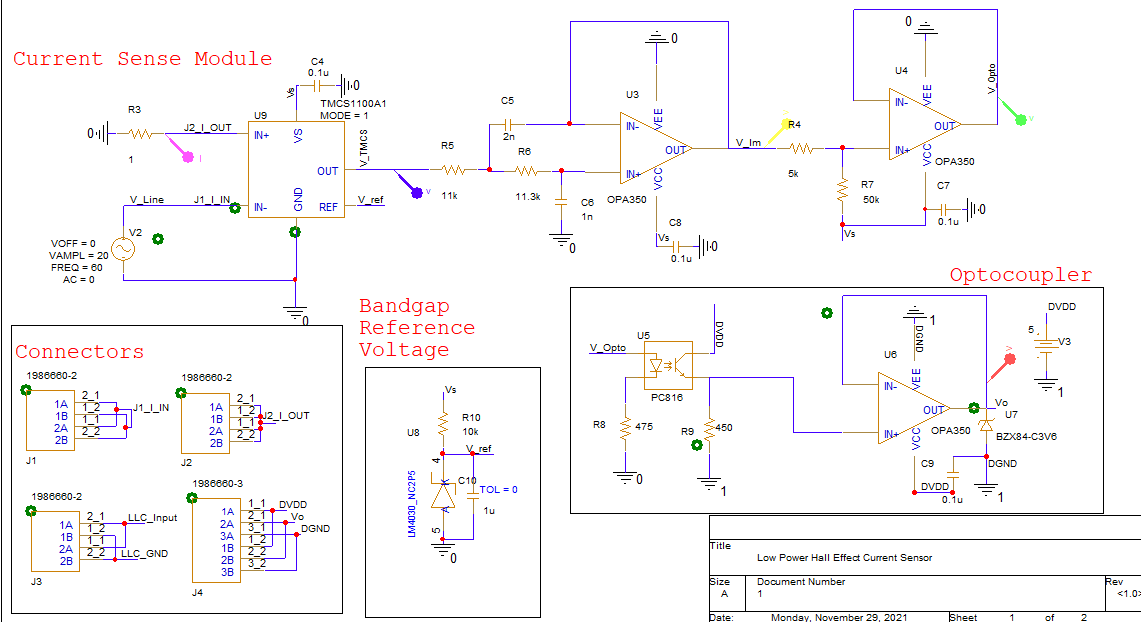 Current Sense Module
C4
0.1u
Vs
0
TMCS1100A1
MODE = 1
U9
R3
0
1
J2_I_OUT
I
IN+
VS
OUT
GND
IN-
REF
V_TMCS
V_ref
V
V_Line
J1_I_IN
V2
VOFF = 0
VAMPL = 20
FREQ = 60
AC = 0
0
R5
11k
C5
2n
R6
11.3k
C6
1n
0
0
U3
IN-
VEE
OUT
IN+
VCC
OPA350
C8
Vs
0.1u
0
V_Im
R4
5k
R7
50k
Vs
0
U4
IN-
VEE
OUT
IN+
VCC
OPA350
V_Opto
V
C7
0.1u
0
Optocoupler
V_Opto
U5
PC816
DVDD
R8
475
0
R9
450
1
DGND
1
U6
IN-
VEE
OUT
IN+
VCC
OPA350
V
Vo
U7
BZX84-C3V6
C9
DVDD
0.1u
DGND
1
DVDD
5
V3
1
Bandgap
Reference
Voltage
Vs
R10
10k
U8
V_ref
4
K
A
5
LM4030_NC2P5
C10
TOL = 0
1u
0
Connectors
1986660-2
1A
1B
2A
2B
2_1
1_2
1_1
2_2
J1_I_IN
J1
1986660-2
1A
1B
2A
2B
2_1
1_2
1_1
2_2
J2_I_OUT
J2
1986660-2
1A
1B
2A
2B
2_1
1_2
1_1
2_2
LLC_Input
LLC_GND
J3
1986660-3
1A
2A
3A
1B
2B
3B
1_1
2_1
3_1
1_2
2_2
3_2
DVDD
Vo
DGND
J4
Title
Low Power Hall Effect Current Sensor
Size
A
Document Number
1
Rev
<1.0>
Date:
Monday, November 29, 2021
Sheet
1
of
2